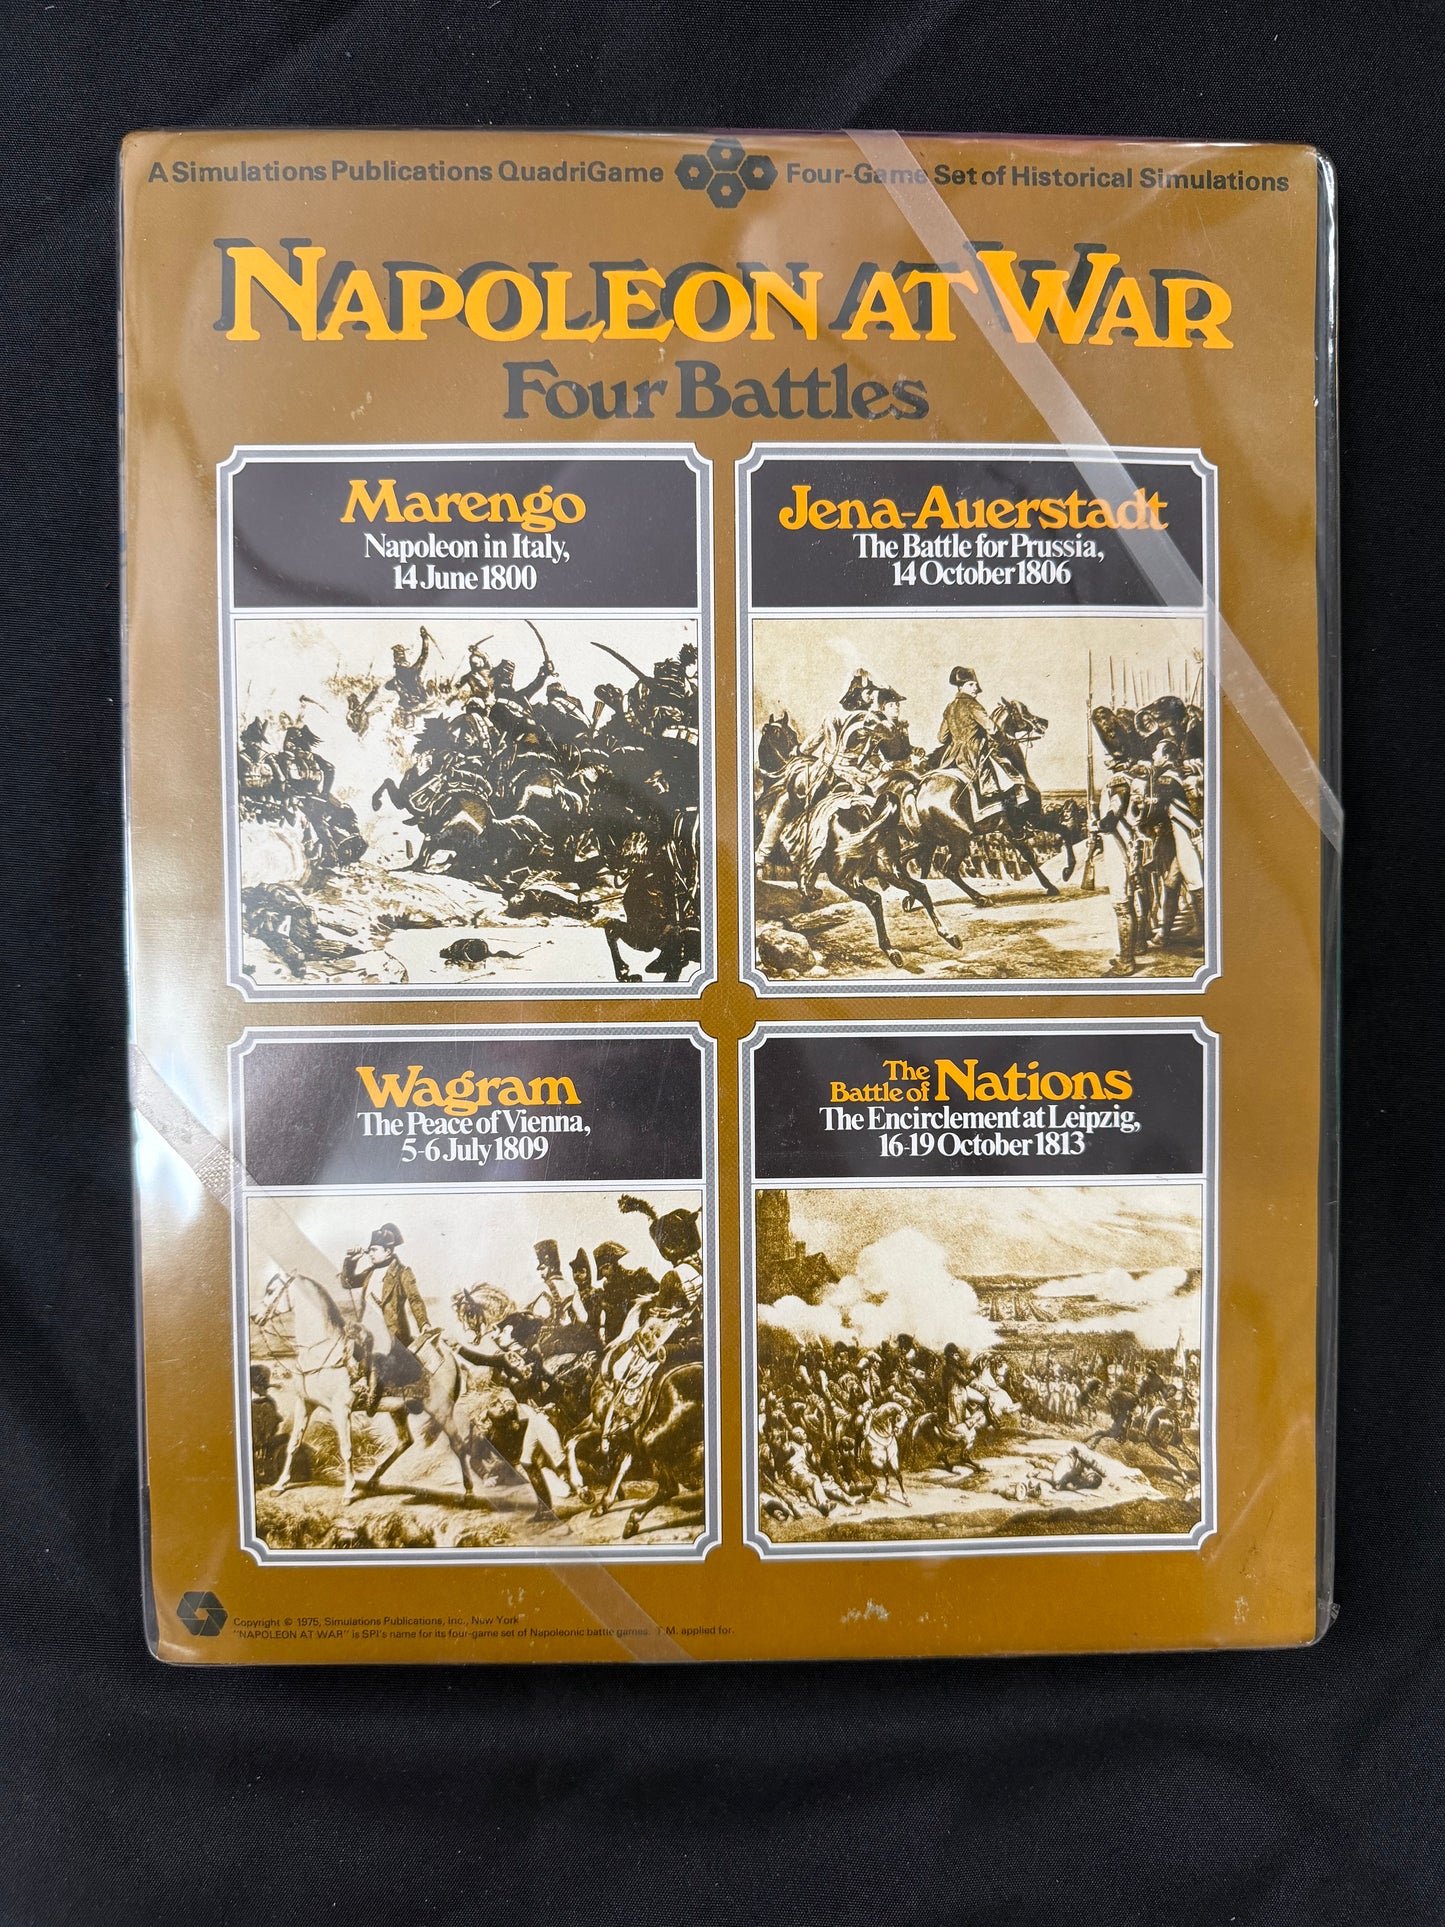 A Simulations Publications QuadriGame Four-Game Set of Historical Simulations
NAPOLEON AT WAR
Four Battles
Marengo
Napoleon in Italy,
14 June 1800
Jena-Auerstadt
The Battle for Prussia,
14 October 1806
Wagram
The Peace of Vienna,
5-6 July 1809
The Battle of Nations
The Encirclement at Leipzig,
16-19 October 1813
Copyright © 1975, Simulations Publications, Inc., New York
"NAPOLEON AT WAR" is SPI's name for its four-game set of Napoleonic battle games. T.M. applied for.